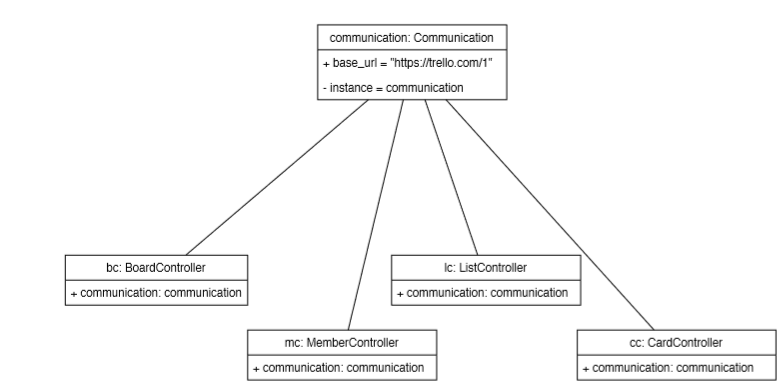 communication: Communication
+ base_url = "https://trello.com/1"
- instance = communication
bc: BoardController
+ communication: communication
lc: ListController
+ communication: communication
mc: MemberController
+ communication: communication
cc: CardController
+ communication: communication